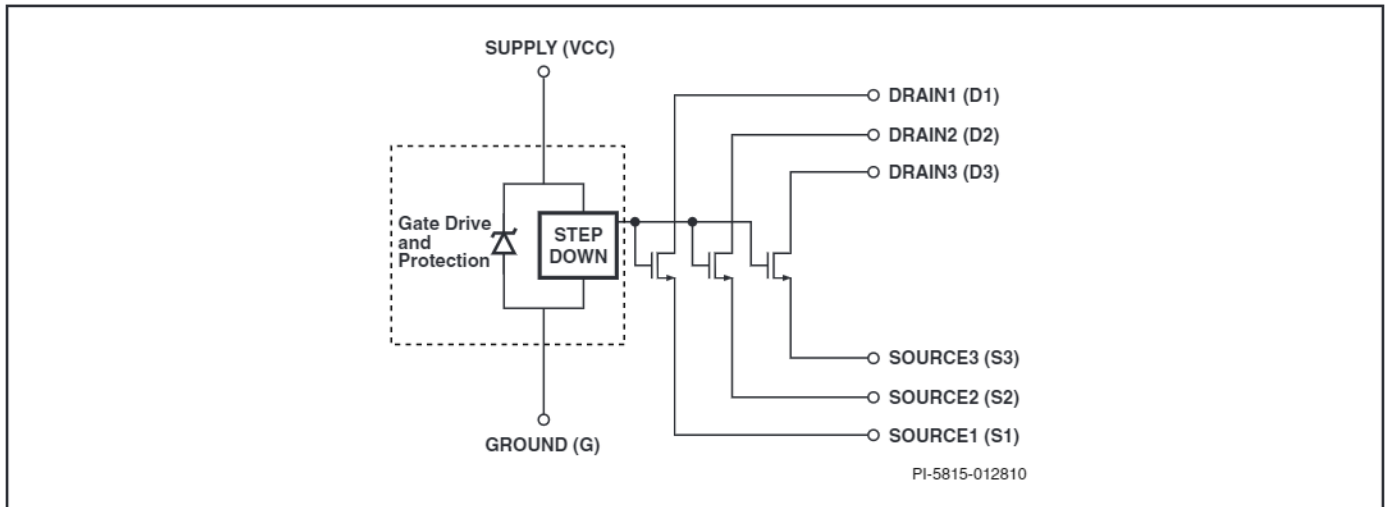 SUPPLY (VCC)
DRAIN1 (D1)
DRAIN2 (D2)
DRAIN3 (D3)
Gate Drive
and
Protection
STEP
DOWN
SOURCE3 (S3)
SOURCE2 (S2)
SOURCE1 (S1)
GROUND (G)
PI-5815-012810